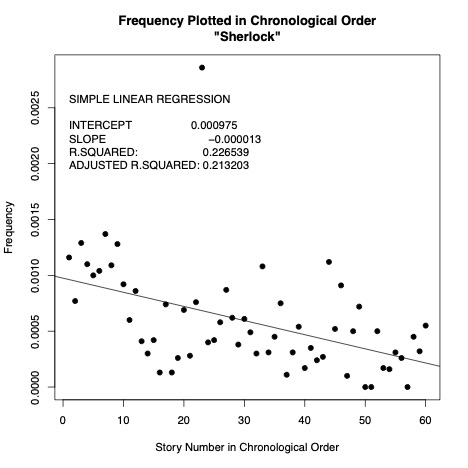 Frequency Plotted in Chronological Order
"Sherlock"
SIMPLE LINEAR REGRESSION
INTERCEPT 0.000975
SLOPE −0.000013
R.SQUARED: 0.226539
ADJUSTED R.SQUARED: 0.213203
Frequency
0.0025
0.0020
0.0015
0.0010
0.0005
0.0000
0 10 20 30 40 50 60
Story Number in Chronological Order